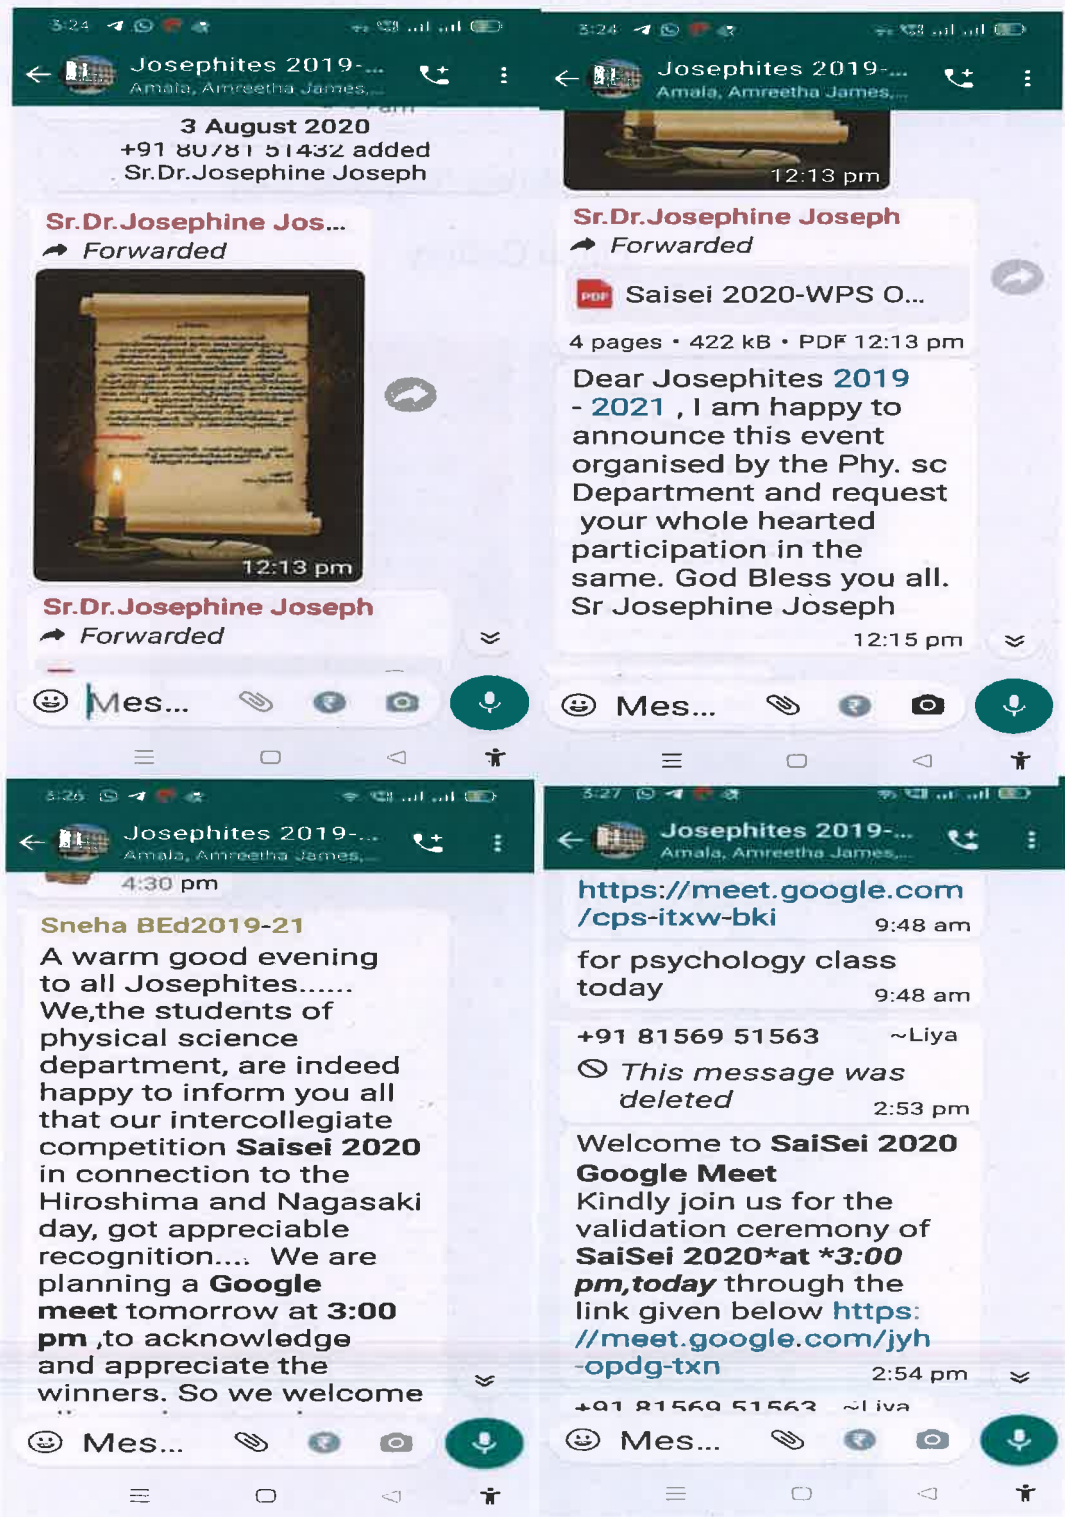 3:24
Josephites 2019-...
Amala, Amreetha James,...
3 August 2020
+91 80781 51432 added
Sr.Dr.Josephine Joseph
Sr.Dr.Josephine Jos...
Forwarded
12:13 pm
Sr.Dr.Josephine Joseph
Forwarded
Mes...
3:24
Josephites 2019-...
Amala, Amreetha James,...
12:13 pm
Sr.Dr.Josephine Joseph
Forwarded
PDF Saisei 2020-WPS O...
4 pages • 422 kB • PDF 12:13 pm
Dear Josephites 2019
- 2021 , I am happy to
announce this event
organised by the Phy. sc
Department and request
your whole hearted
participation in the
same. God Bless you all.
Sr Josephine Joseph
12:15 pm
Mes...
3:26
Josephites 2019-...
Amala, Amreetha James,...
4:30 pm
Sneha BEd2019-21
A warm good evening
to all Josephites......
We,the students of
physical science
department, are indeed
happy to inform you all
that our intercollegiate
competition Saisei 2020
in connection to the
Hiroshima and Nagasaki
day, got appreciable
recognition.... We are
planning a Google
meet tomorrow at 3:00
pm ,to acknowledge
and appreciate the
winners. So we welcome
Mes...
3:27
Josephites 2019-...
Amala, Amreetha James,...
https://meet.google.com
/cps-itxw-bki
9:48 am
for psychology class
today
9:48 am
+91 81569 51563 ~Liya
This message was
deleted
2:53 pm
Welcome to SaiSei 2020
Google Meet
Kindly join us for the
validation ceremony of
SaiSei 2020*at *3:00
pm,today through the
link given below https:
//meet.google.com/jyh
-opdg-txn
2:54 pm
+91 81569 51563 ~Liya
Mes...